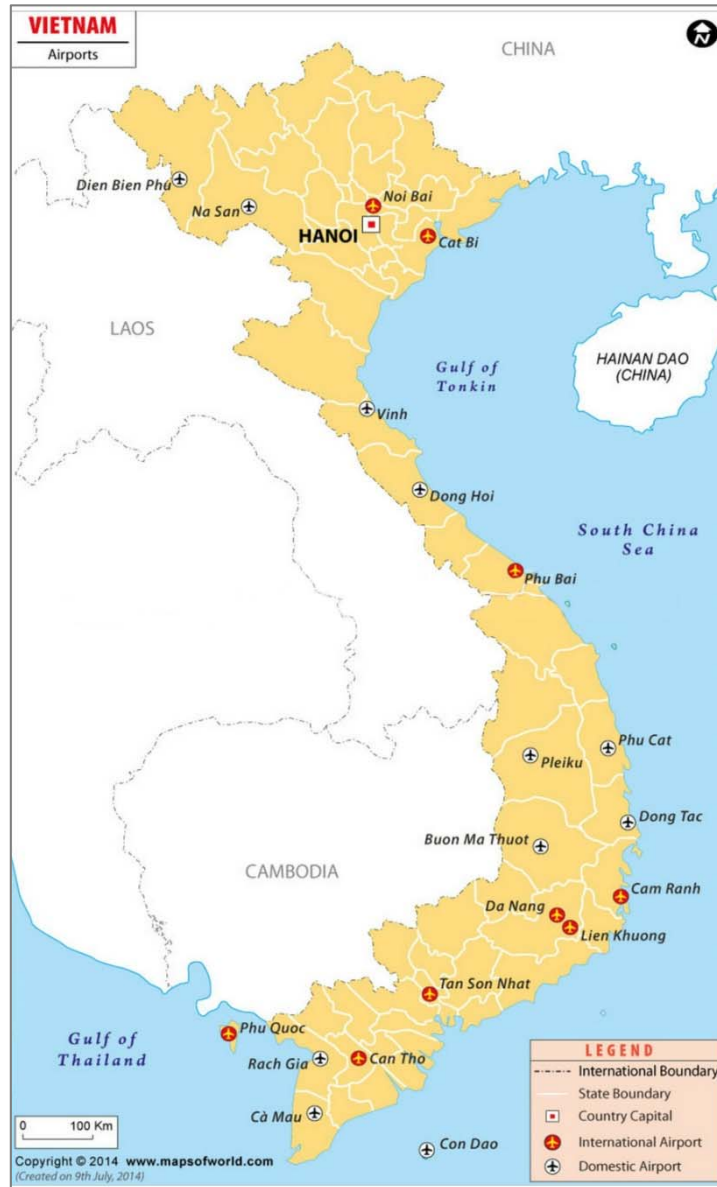 VIETNAM
Airports
N
CHINA
Dien Bien Phú
Na San
Noi Bai
HANOI
Cat Bi
LAOS
Gulf of
Tonkin
HAINAN DAO
(CHINA)
Vinh
Dong Hoi
South China
Sea
Phu Bai
Phu Cat
Pleiku
Dong Tac
Buon Ma Thuot
CAMBODIA
Cam Ranh
Da Nang
Lien Khuong
Tan Son Nhat
Phu Quoc
Gulf of
Thailand
Rach Gia
Can Tho
Cà Mau
Con Dao
LEGEND
International Boundary
State Boundary
Country Capital
International Airport
Domestic Airport
0 100 Km
Copyright © 2014 www.mapsofworld.com
(Created on 9th July, 2014)